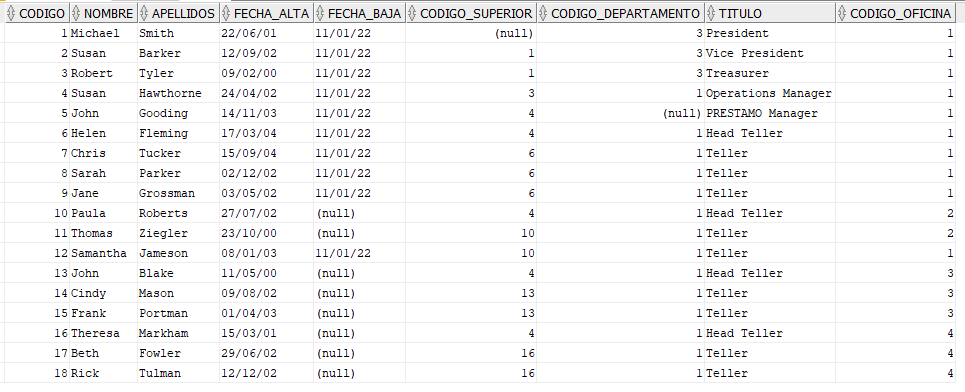 CODIGO NOMBRE APELLIDOS FECHA_ALTA FECHA_BAJA CODIGO_SUPERIOR CODIGO_DEPARTAMENTO TITULO CODIGO_OFICINA
1 Michael Smith 22/06/01 11/01/22 (null) 3 President 1
2 Susan Barker 12/09/02 11/01/22 1 3 Vice President 1
3 Robert Tyler 09/02/00 11/01/22 1 3 Treasurer 1
4 Susan Hawthorne 24/04/02 11/01/22 3 1 Operations Manager 1
5 John Gooding 14/11/03 11/01/22 4 (null) PRESTAMO Manager 1
6 Helen Fleming 17/03/04 11/01/22 4 1 Head Teller 1
7 Chris Tucker 15/09/04 11/01/22 6 1 Teller 1
8 Sarah Parker 02/12/02 11/01/22 6 1 Teller 1
9 Jane Grossman 03/05/02 11/01/22 6 1 Teller 1
10 Paula Roberts 27/07/02 (null) 4 1 Head Teller 2
11 Thomas Ziegler 23/10/00 (null) 10 1 Teller 2
12 Samantha Jameson 08/01/03 11/01/22 10 1 Teller 1
13 John Blake 11/05/00 (null) 4 1 Head Teller 3
14 Cindy Mason 09/08/02 (null) 13 1 Teller 3
15 Frank Portman 01/04/03 (null) 13 1 Teller 3
16 Theresa Markham 15/03/01 (null) 4 1 Head Teller 4
17 Beth Fowler 29/06/02 (null) 16 1 Teller 4
18 Rick Tulman 12/12/02 (null) 16 1 Teller 4